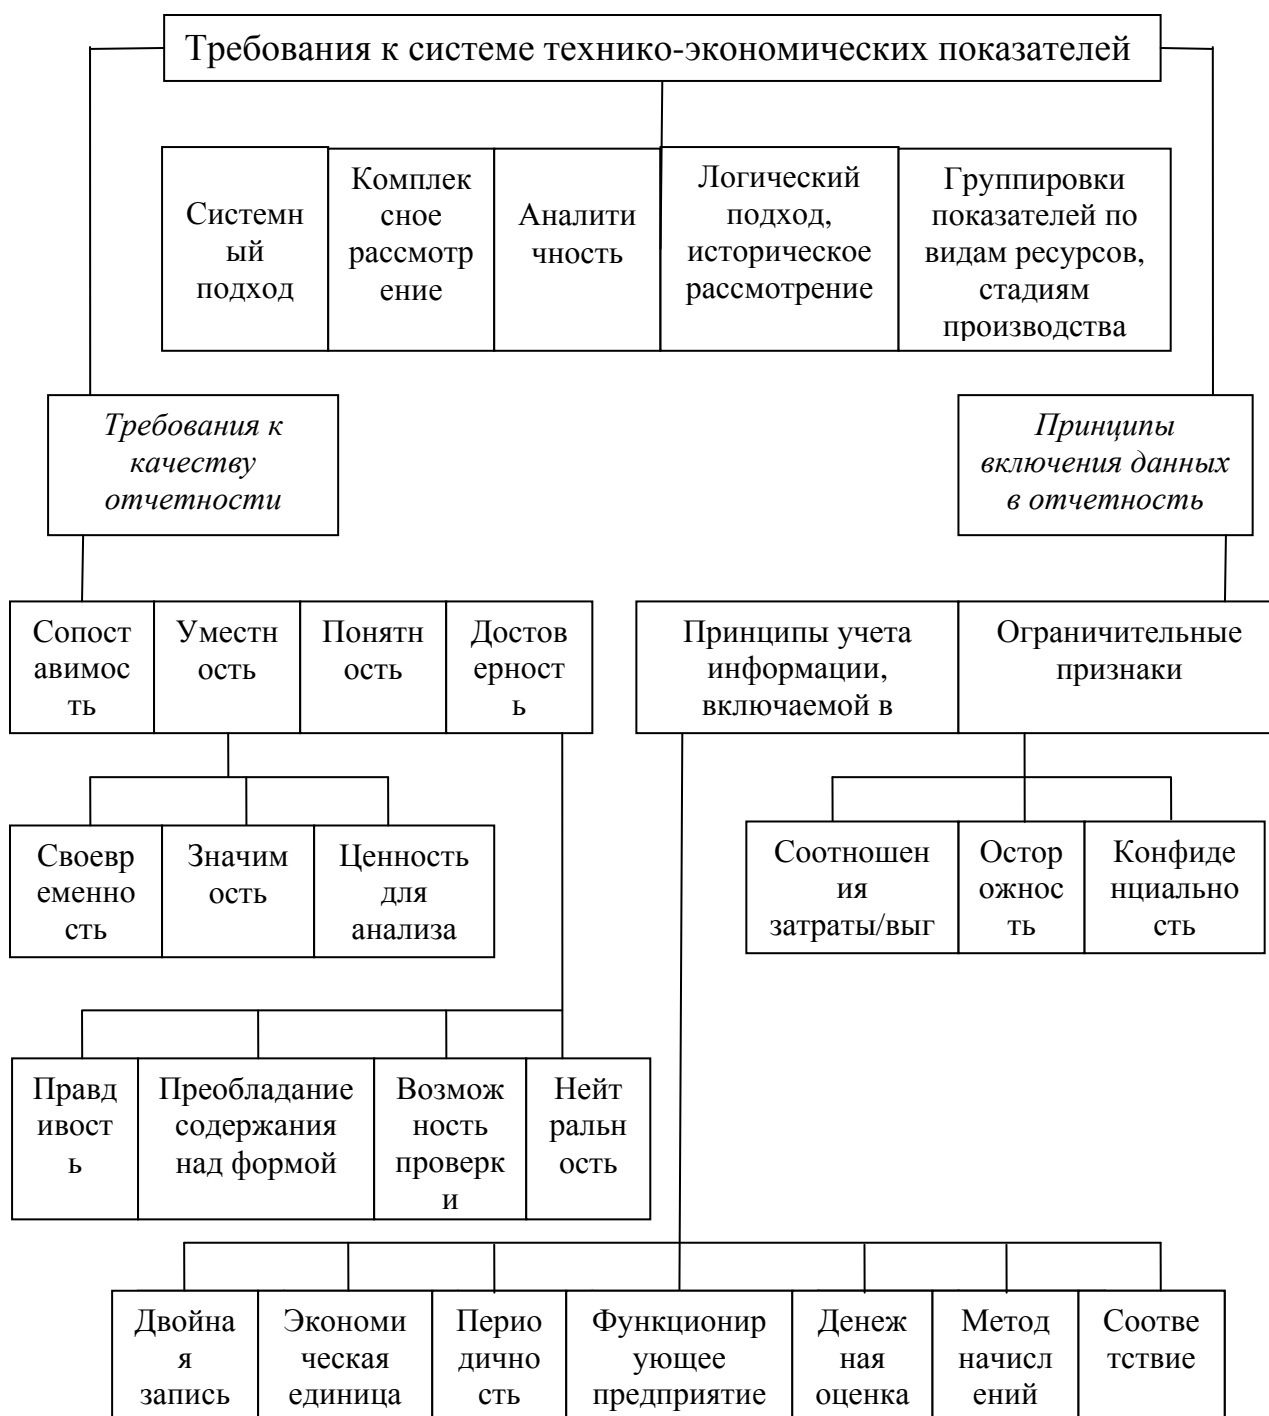 Требования к системе технико-экономических показателей
Системн
ый
подход
Комплек
сное
рассмотр
ение
Аналити
чность
Логический
подход,
историческое
рассмотрение
Группировки
показателей по
видам ресурсов,
стадиям
производства
Требования к
качеству
отчетности
Принципы
включения данных
в отчетность
Сопост
авимос
ть
Уместн
ость
Понятн
ость
Достов
ерност
ь
Принципы учета
информации,
включаемой в
Ограничительные
признаки
Своевр
еменно
сть
Значим
ость
Ценность
для
анализа
Соотношен
ия
затраты/выг
Остор
ожнос
ть
Конфиде
нциально
сть
Правд
ивост
ь
Преобладание
содержания
над формой
Возмож
ность
проверк
и
Нейт
ральн
ость
Двойна
я
запись
Экономи
ческая
единица
Перио
дично
сть
Функционир
ующее
предприятие
Денеж
ная
оценка
Метод
начисл
ений
Соотве
тствие